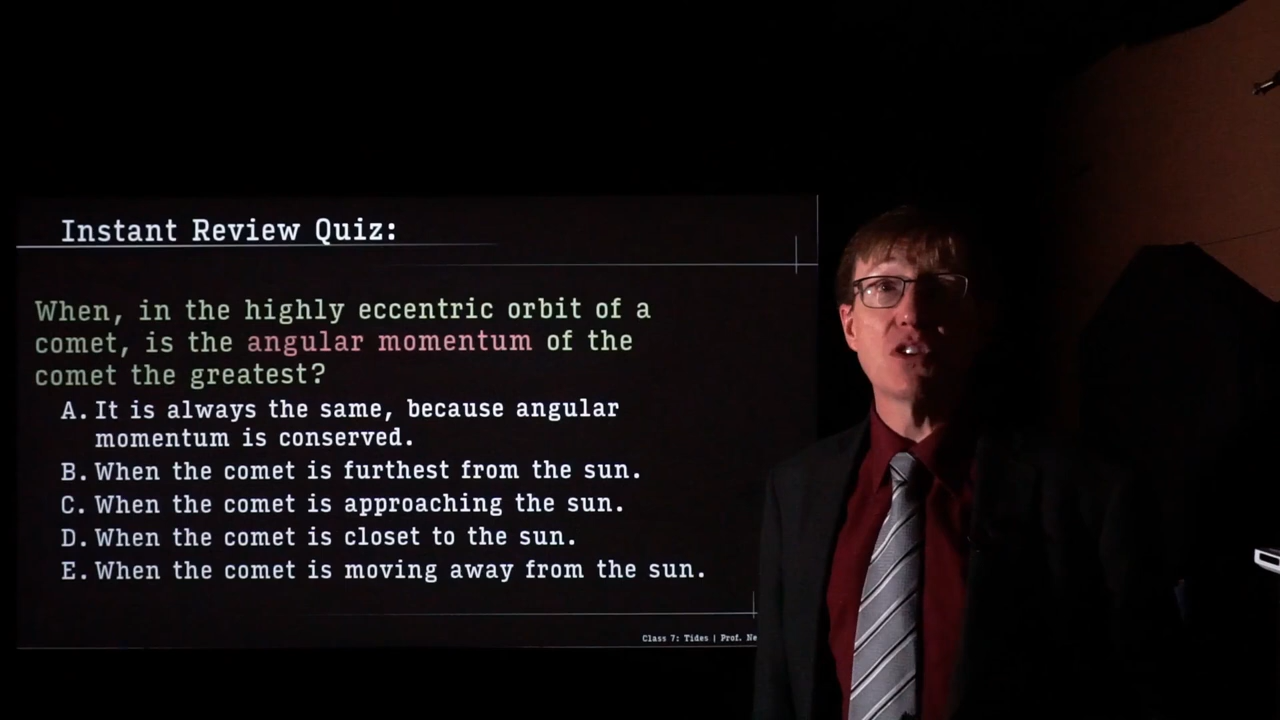 Instant Review Quiz:
When, in the highly eccentric orbit of a
comet, is the angular momentum of the
comet the greatest?
A. It is always the same, because angular
momentum is conserved.
B. When the comet is furthest from the sun.
C. When the comet is approaching the sun.
D. When the comet is closet to the sun.
E. When the comet is moving away from the sun.
Class 7: Tides | Prof. Ne